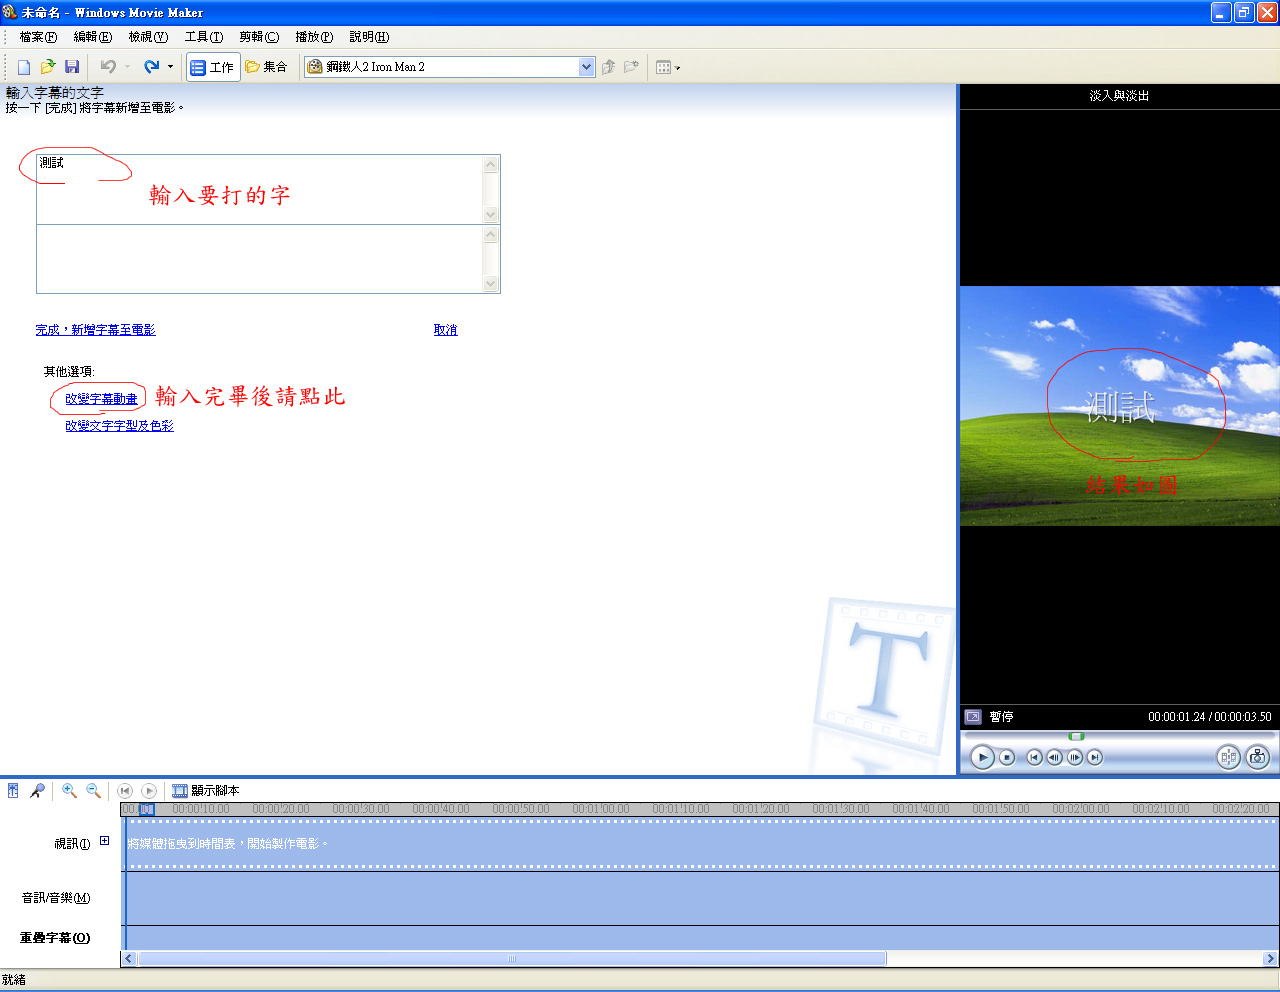 未命名 - Windows Movie Maker
檔案(F) 編輯(E) 檢視(V) 工具(T) 剪輯(C) 播放(P) 說明(H)
工作 集合 鋼鐵人2 Iron Man 2
輸入字幕的文字
按一下 [完成] 將字幕新增至電影。
淡入與淡出
測試
輸入要打的字
完成，新增字幕至電影 取消
其他選項:
改變字幕動畫 輸入完畢後請點此
改變文字字型及色彩
測試
結果如圖
T
暫停 00:00:01.24 / 00:00:03.50
顯示腳本
00 00:00'10.00 00:00'20.00 00:00'30.00 00:00'40.00 00:00'50.00 00:01'00.00 00:01'10.00 00:01'20.00 00:01'30.00 00:01'40.00 00:01'50.00 00:02'00.00 00:02'10.00 00:02'20.00
視訊(I) 將媒體拖曳到時間表，開始製作電影。
音訊/音樂(M)
重疊字幕(O)
就緒